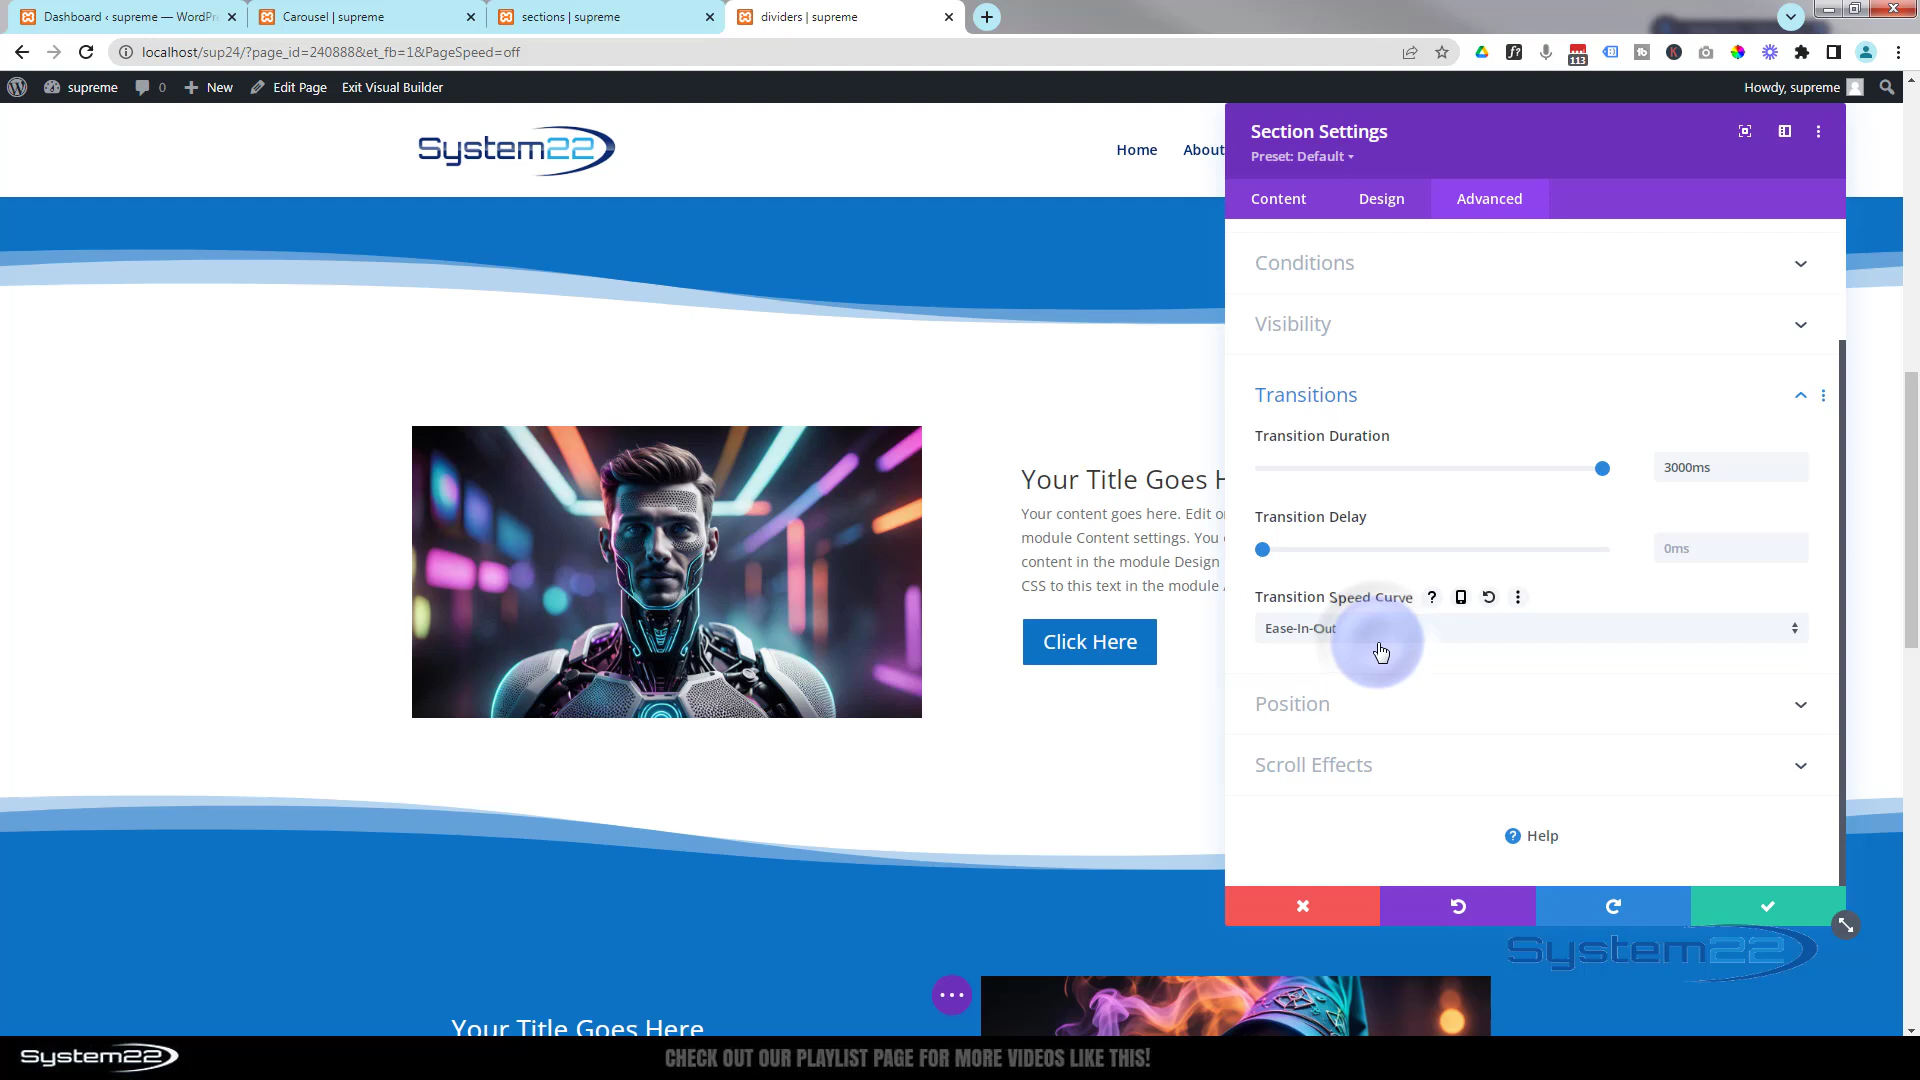 Dashboard ‹ supreme — WordPr
Carousel | supreme
sections | supreme
dividers | supreme
localhost/sup24/?page_id=240888&et_fb=1&PageSpeed=off
113
supreme
0
New
Edit Page
Exit Visual Builder
Howdy, supreme
System22
Home
About
Section Settings
Preset: Default
Content
Design
Advanced
Conditions
Visibility
Transitions
Transition Duration
3000ms
Transition Delay
0ms
Transition Speed Curve
Ease-In-Out
Position
Scroll Effects
Help
Your Title Goes H
Your content goes here. Edit or
module Content settings. You
content in the module Design
CSS to this text in the module
Click Here
System22
Your Title Goes Here
System22
CHECK OUT OUR PLAYLIST PAGE FOR MORE VIDEOS LIKE THIS!